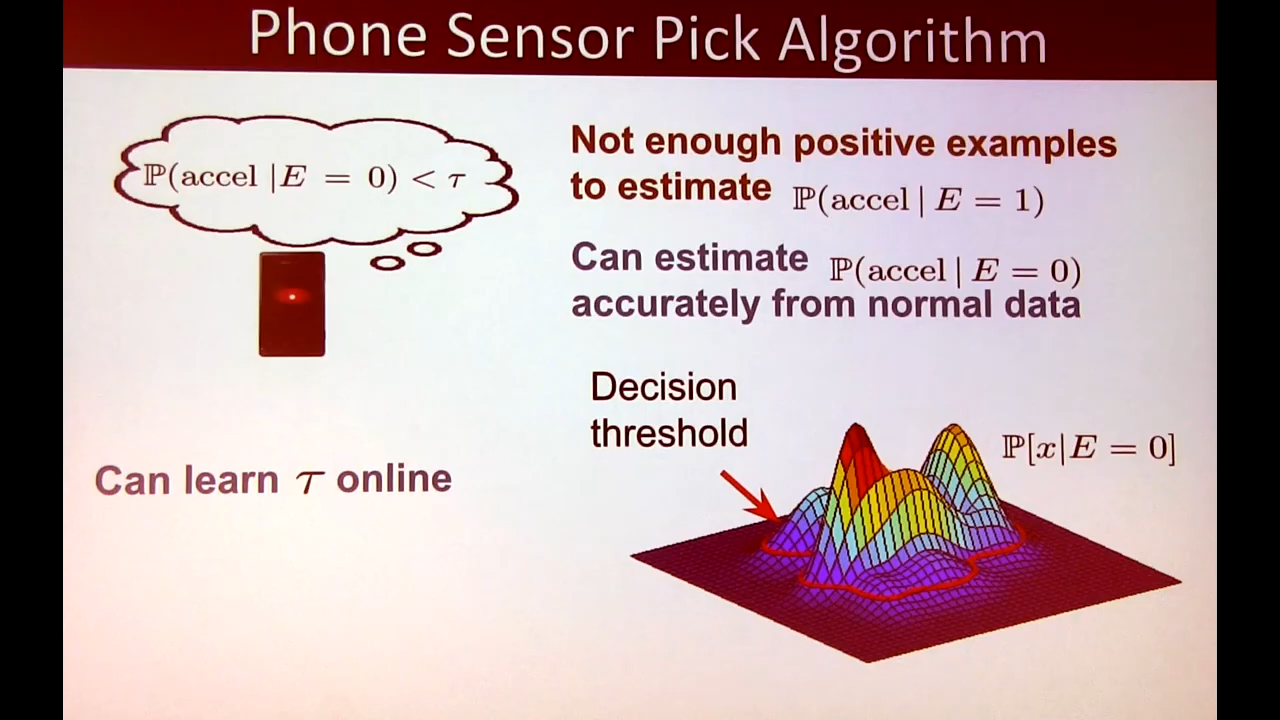 Phone Sensor Pick Algorithm
ℙ(accel | E = 0) < τ
Not enough positive examples
to estimate ℙ(accel | E = 1)
Can estimate ℙ(accel | E = 0)
accurately from normal data
Decision
threshold
ℙ[x|E = 0]
Can learn τ online